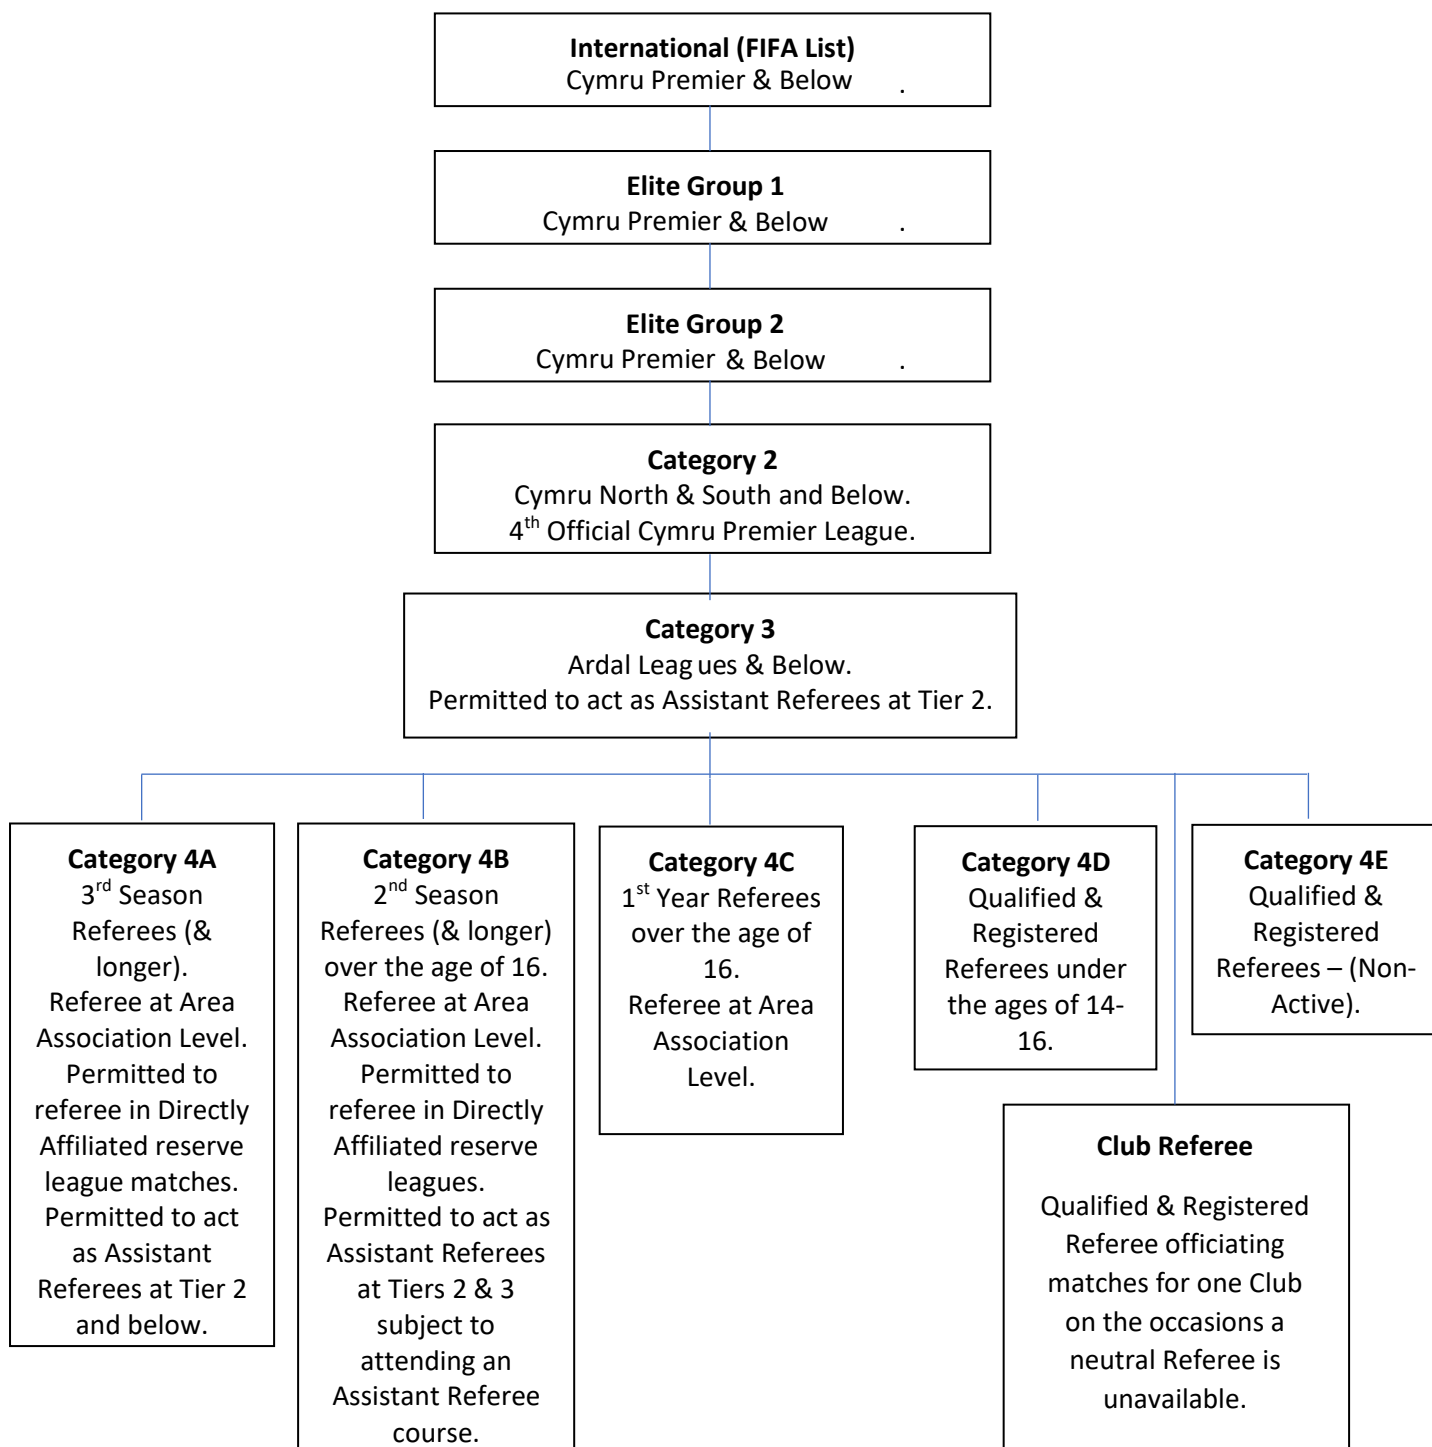 International (FIFA List)
Cymru Premier & Below .
Elite Group 1
Cymru Premier & Below .
Elite Group 2
Cymru Premier & Below .
Category 2
Cymru North & South and Below.
4th Official Cymru Premier League.
Category 3
Ardal Leagues & Below.
Permitted to act as Assistant Referees at Tier 2.
Category 4A
3rd Season
Referees (&
longer).
Referee at Area
Association Level.
Permitted to
referee in Directly
Affiliated reserve
league matches.
Permitted to act
as Assistant
Referees at Tier 2
and below.
Category 4B
2nd Season
Referees (& longer)
over the age of 16.
Referee at Area
Association Level.
Permitted to
referee in Directly
Affiliated reserve
leagues.
Permitted to act as
Assistant Referees
at Tiers 2 & 3
subject to
attending an
Assistant Referee
course.
Category 4C
1st Year Referees
over the age of
16.
Referee at Area
Association
Level.
Category 4D
Qualified &
Registered
Referees under
the ages of 14-
16.
Category 4E
Qualified &
Registered
Referees – (Non-
Active).
Club Referee
Qualified & Registered
Referee officiating
matches for one Club
on the occasions a
neutral Referee is
unavailable.